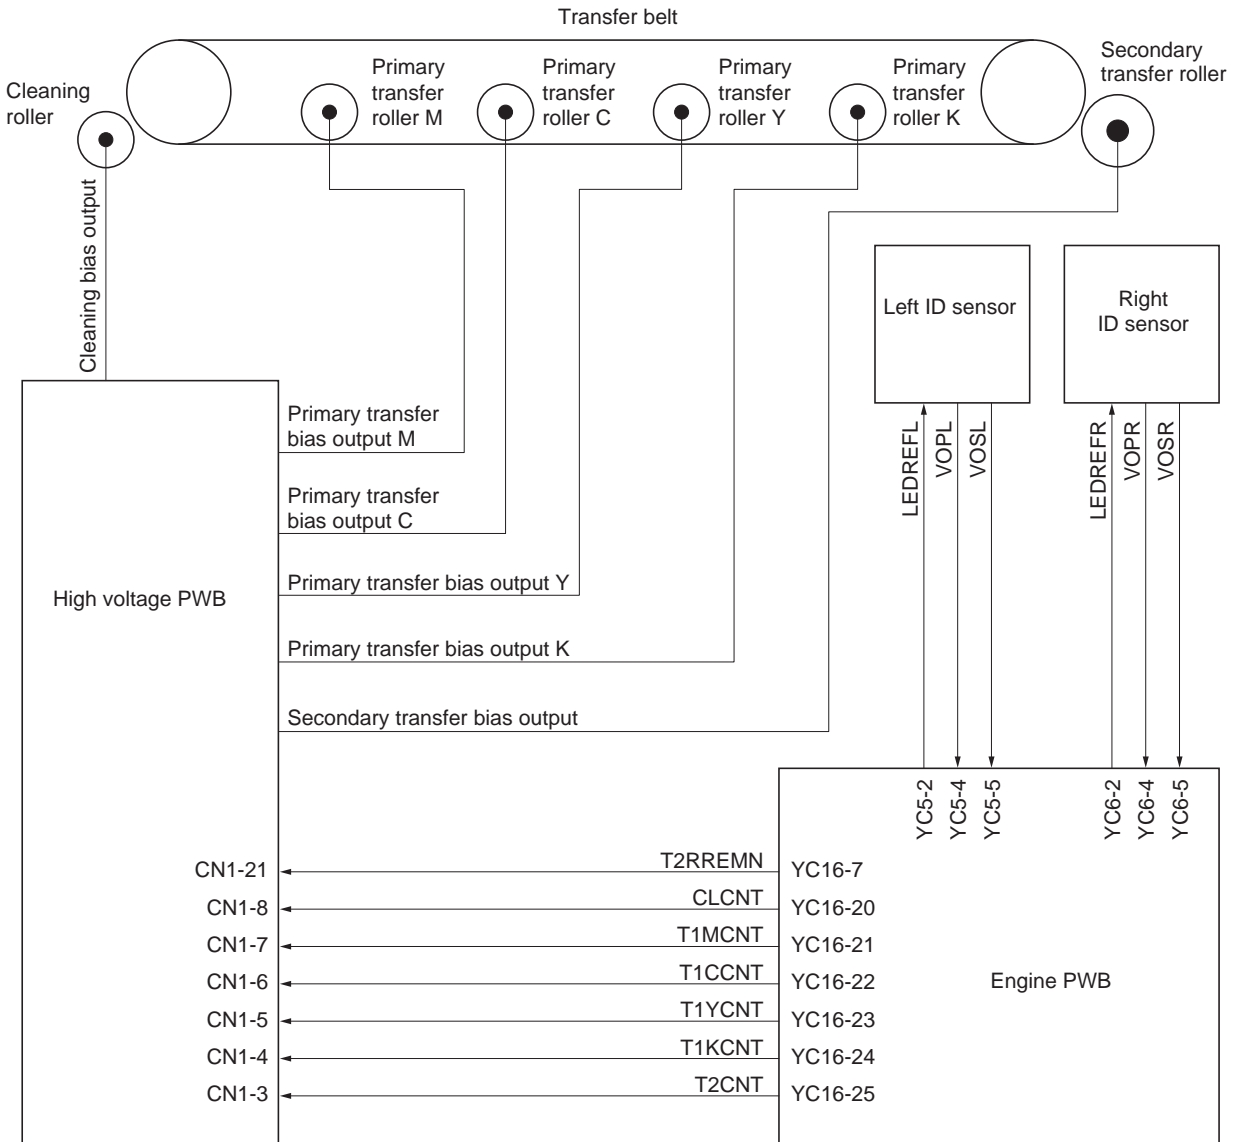 Transfer belt
Cleaning
roller
Primary
transfer
roller M
Primary
transfer
roller C
Primary
transfer
roller Y
Primary
transfer
roller K
Secondary
transfer roller
Cleaning bias output
Left ID sensor
Right
ID sensor
LEDREFL
VOPL
VOSL
LEDREFR
VOPR
VOSR
High voltage PWB
Primary transfer
bias output M
Primary transfer
bias output C
Primary transfer bias output Y
Primary transfer bias output K
Secondary transfer bias output
YC5-2
YC5-4
YC5-5
YC6-2
YC6-4
YC6-5
CN1-21
T2RREMN
YC16-7
CN1-8
CLCNT
YC16-20
CN1-7
T1MCNT
YC16-21
CN1-6
T1CCNT
YC16-22
CN1-5
T1YCNT
YC16-23
CN1-4
T1KCNT
YC16-24
CN1-3
T2CNT
YC16-25
Engine PWB